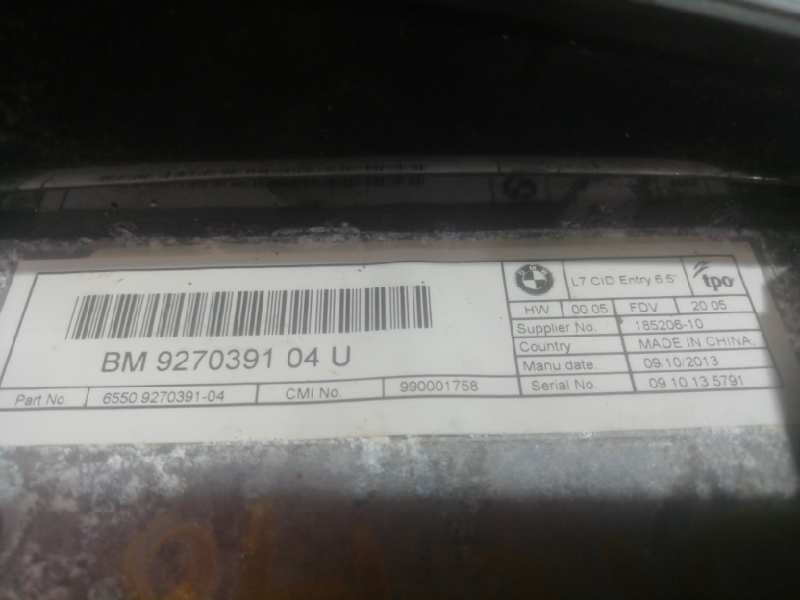 BMW
L7 CID Entry 6.5"
tpo
HW 00.05 FDV 20.05
BM 9270391 04 U
Supplier No. 185206-10
Country MADE IN CHINA.
Manu date. 09/10/2013
Part No. 6550 9270391-04 CMI No. 990001758
Serial No. 09 10 13 5791